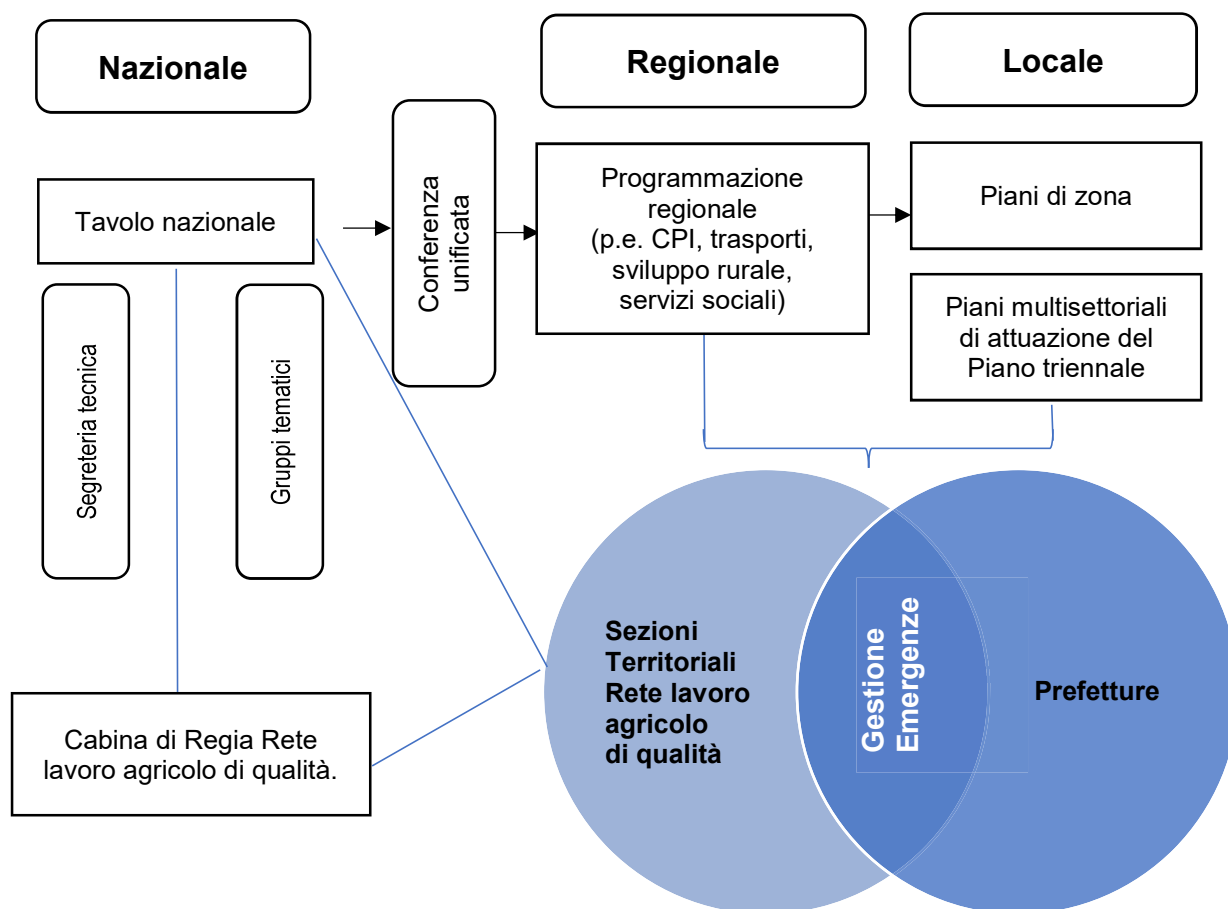 Nazionale
Regionale
Locale
Tavolo nazionale
Segreteria tecnica
Gruppi tematici
Conferenza
unificata
Programmazione
regionale
(p.e. CPI, trasporti,
sviluppo rurale,
servizi sociali)
Piani di zona
Piani multisettoriali
di attuazione del
Piano triennale
Cabina di Regia Rete
lavoro agricolo di qualità.
Sezioni
Territoriali
Rete lavoro
agricolo
di qualità
Gestione
Emergenze
Prefetture